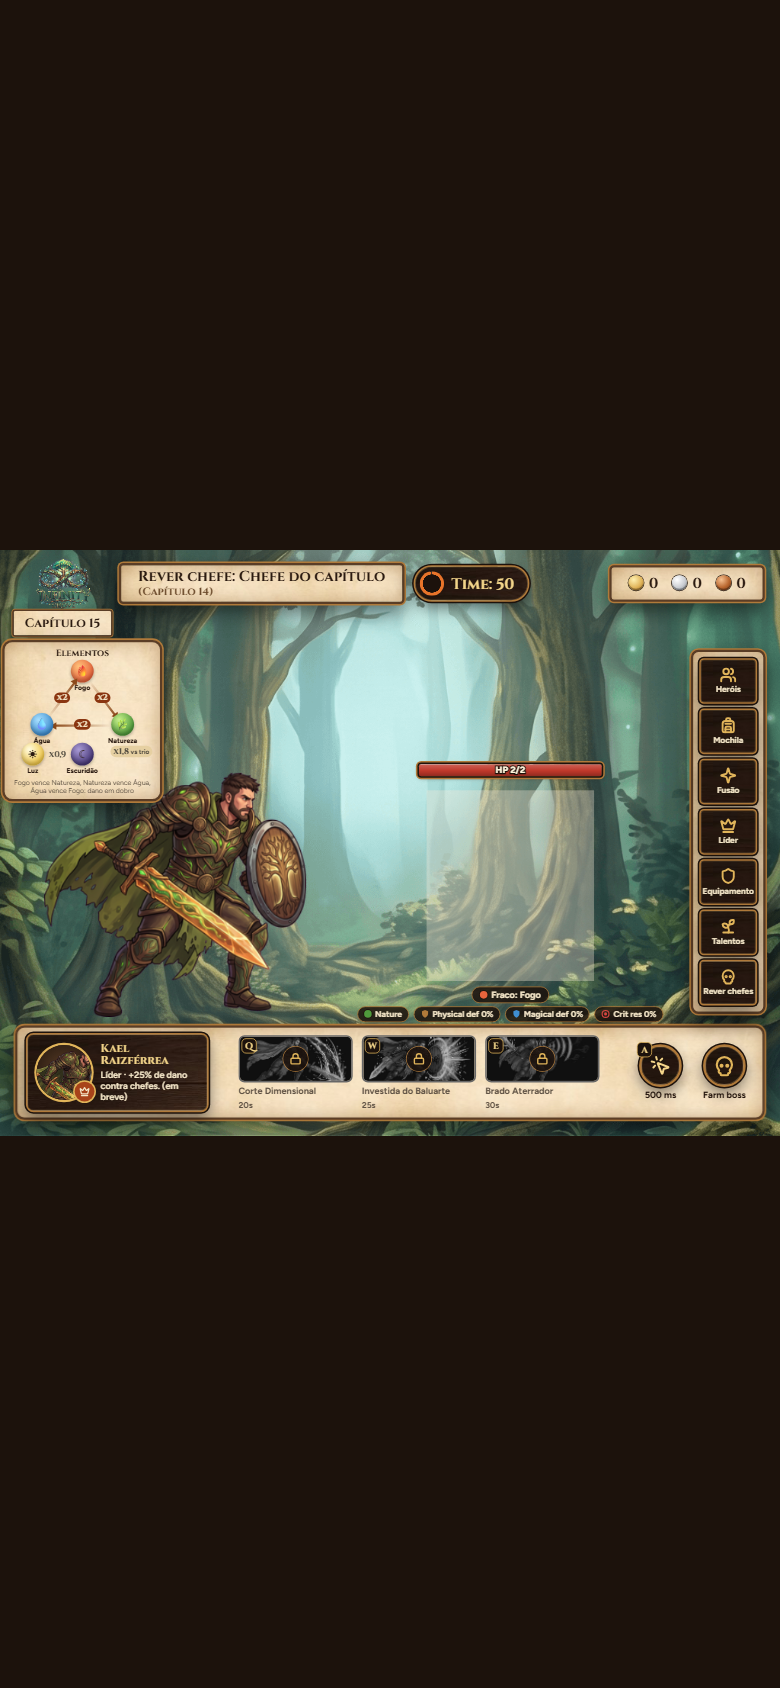 Rever chefe: Chefe do capítulo
(Capítulo 14)
Time: 50
0
0
0
Capítulo 15
Elementos
Fogo
x2
x2
x2
Água
Natureza
x0,9
x1,8 vs trio
Luz
Escuridão
Fogo vence Natureza, Natureza vence Água,
Água vence Fogo: dano em dobro
Heróis
Mochila
Fusão
Líder
Equipamento
Talentos
Rever chefes
HP 2/2
Fraco: Fogo
Nature
Physical def 0%
Magical def 0%
Crit res 0%
Kael
Raizférrea
Líder · +25% de dano
contra chefes. (em
breve)
Q
Corte Dimensional
20s
W
Investida do Baluarte
25s
E
Brado Aterrador
30s
A
500 ms
Farm boss